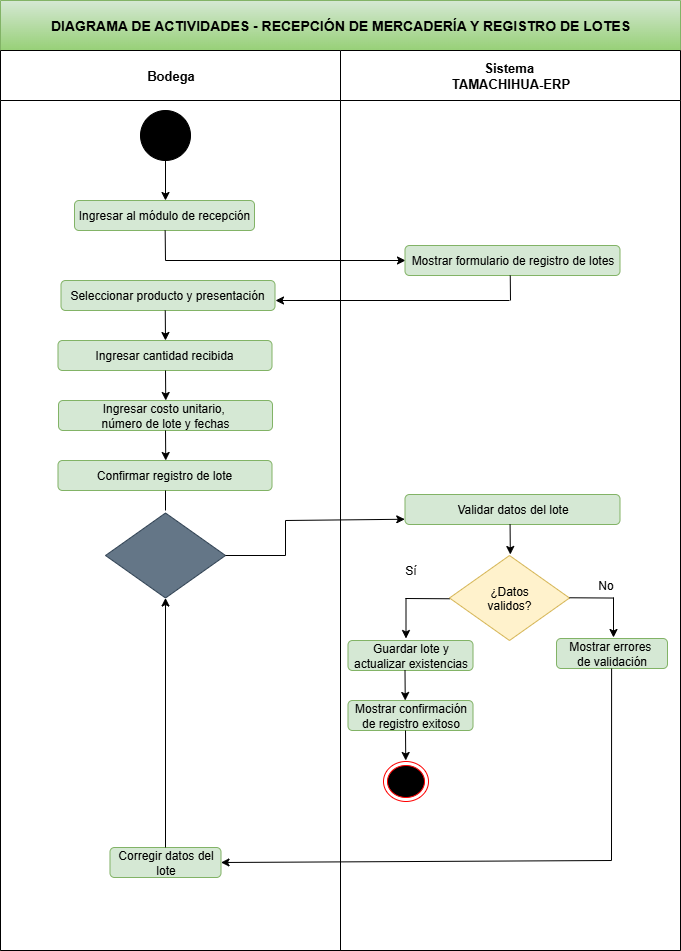 DIAGRAMA DE ACTIVIDADES - RECEPCIÓN DE MERCADERÍA Y REGISTRO DE LOTES
Bodega
Sistema
TAMACHIHUA-ERP
Ingresar al módulo de recepción
Mostrar formulario de registro de lotes
Seleccionar producto y presentación
Ingresar cantidad recibida
Ingresar costo unitario,
número de lote y fechas
Confirmar registro de lote
Validar datos del lote
¿Datos
validos?
Sí
No
Guardar lote y
actualizar existencias
Mostrar errores
de validación
Mostrar confirmación
de registro exitoso
Corregir datos del
lote